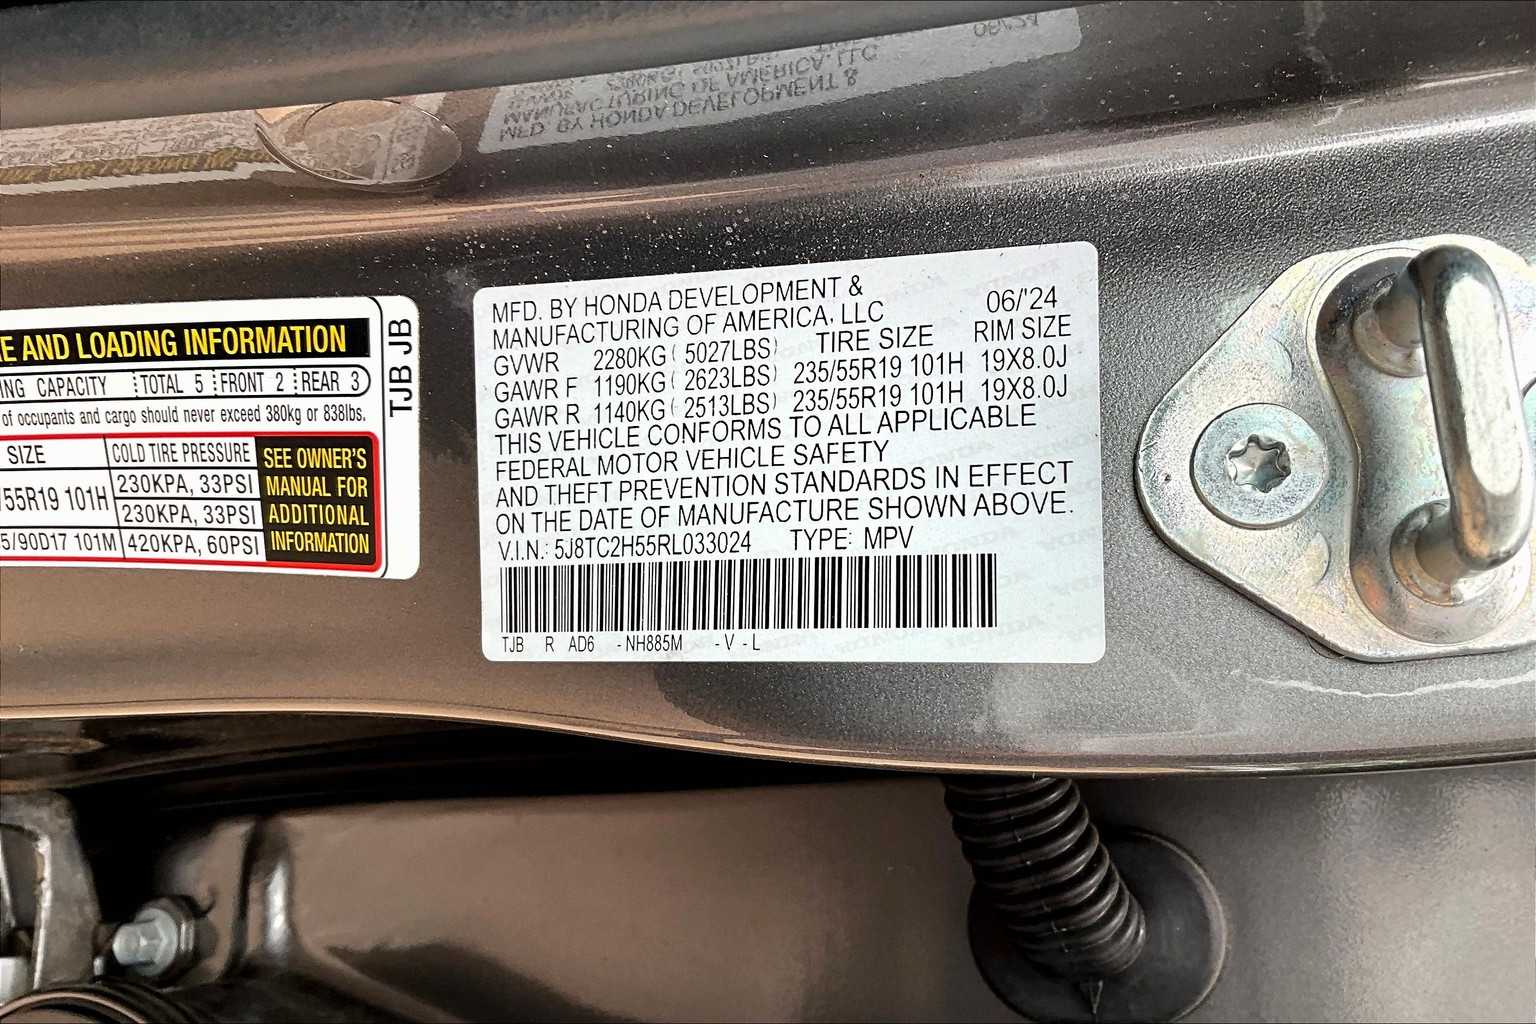 MFD. BY HONDA DEVELOPMENT &
MANUFACTURING OF AMERICA, LLC 06/'24
GVWR 2280KG( 5027LBS) TIRE SIZE RIM SIZE
GAWR F 1190KG( 2623LBS) 235/55R19 101H 19X8.0J
GAWR R 1140KG( 2513LBS) 235/55R19 101H 19X8.0J
THIS VEHICLE CONFORMS TO ALL APPLICABLE
FEDERAL MOTOR VEHICLE SAFETY
AND THEFT PREVENTION STANDARDS IN EFFECT
ON THE DATE OF MANUFACTURE SHOWN ABOVE.
V.I.N.: 5J8TC2H55RL033024 TYPE: MPV
TJB R AD6 -NH885M -V -L
AND LOADING INFORMATION
CAPACITY TOTAL 5 FRONT 2 REAR 3
of occupants and cargo should never exceed 380kg or 838lbs.
SIZE COLD TIRE PRESSURE
/55R19 101H 230KPA, 33PSI
230KPA, 33PSI
5/90D17 101M 420KPA, 60PSI
SEE OWNER'S
MANUAL FOR
ADDITIONAL
INFORMATION
TJB JB